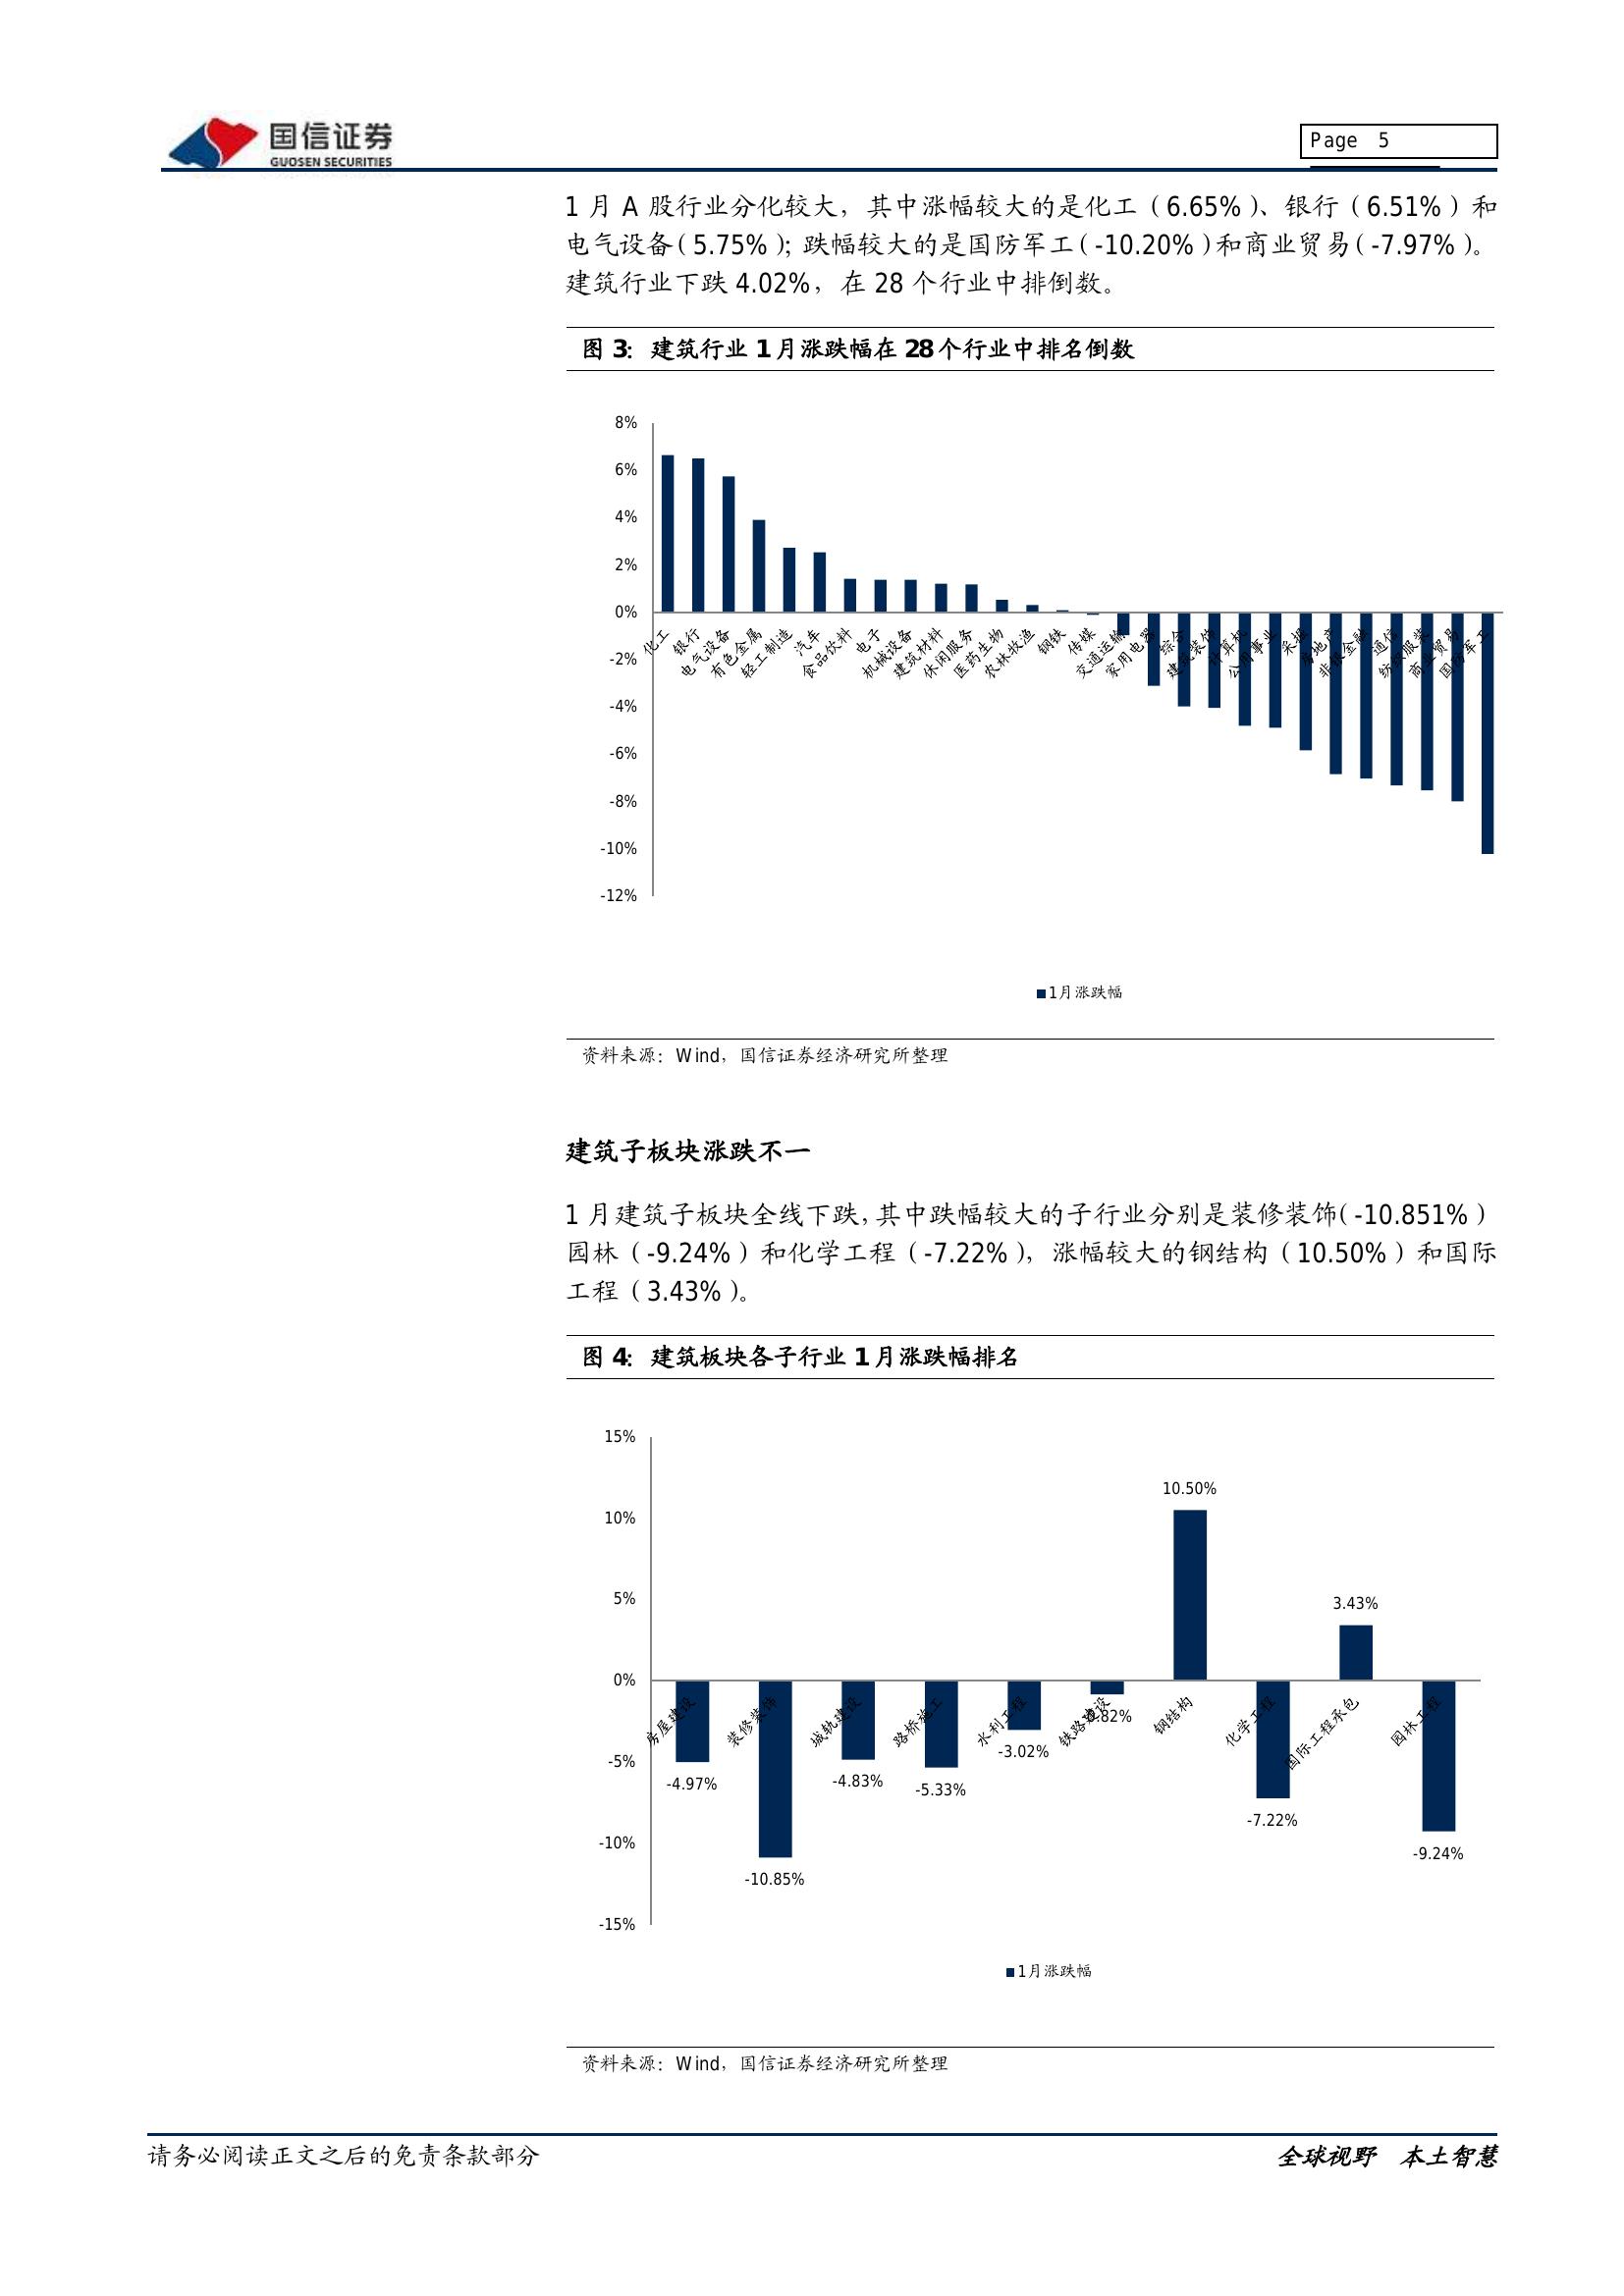 国信证券
GUOSEN SECURITIES
Page 5
1 月 A 股行业分化较大，其中涨幅较大的是化工（6.65%）、银行（6.51%）和
电气设备（5.75%）；跌幅较大的是国防军工（-10.20%）和商业贸易（-7.97%）。
建筑行业下跌 4.02%，在 28 个行业中排倒数。
图 3：建筑行业 1 月涨跌幅在 28 个行业中排名倒数
8%
6%
4%
2%
0%
-2%
-4%
-6%
-8%
-10%
-12%
化工
银行
电气设备
有色金属
轻工制造
汽车
食品饮料
电子
机械设备
建筑材料
休闲服务
医药生物
农林牧渔
钢铁
传媒
交通运输
家用电器
综合
建筑装饰
计算机
公用事业
采掘
房地产
非银金融
通信
纺织服装
商业贸易
国防军工
1月涨跌幅
资料来源：Wind，国信证券经济研究所整理
建筑子板块涨跌不一
1 月建筑子板块全线下跌，其中跌幅较大的子行业分别是装修装饰（-10.851%）
园林（-9.24%）和化学工程（-7.22%），涨幅较大的钢结构（10.50%）和国际
工程（3.43%）。
图 4：建筑板块各子行业 1 月涨跌幅排名
15%
10%
5%
0%
-5%
-10%
-15%
10.50%
3.43%
房屋建设
装修装饰
城轨建设
路桥施工
水利工程
铁路建设
钢结构
化学工程
国际工程承包
园林工程
-4.97%
-10.85%
-4.83%
-5.33%
-3.02%
-7.22%
-9.24%
1月涨跌幅
资料来源：Wind，国信证券经济研究所整理
请务必阅读正文之后的免责条款部分
全球视野 本土智慧